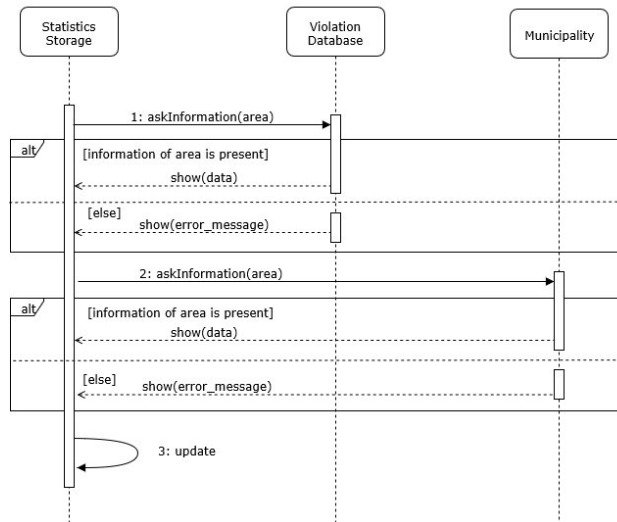 Statistics
Storage
Violation
Database
Municipality
1: askInformation(area)
alt
[information of area is present]
show(data)
[else]
show(error_message)
2: askInformation(area)
alt
[information of area is present]
show(data)
[else]
show(error_message)
3: update